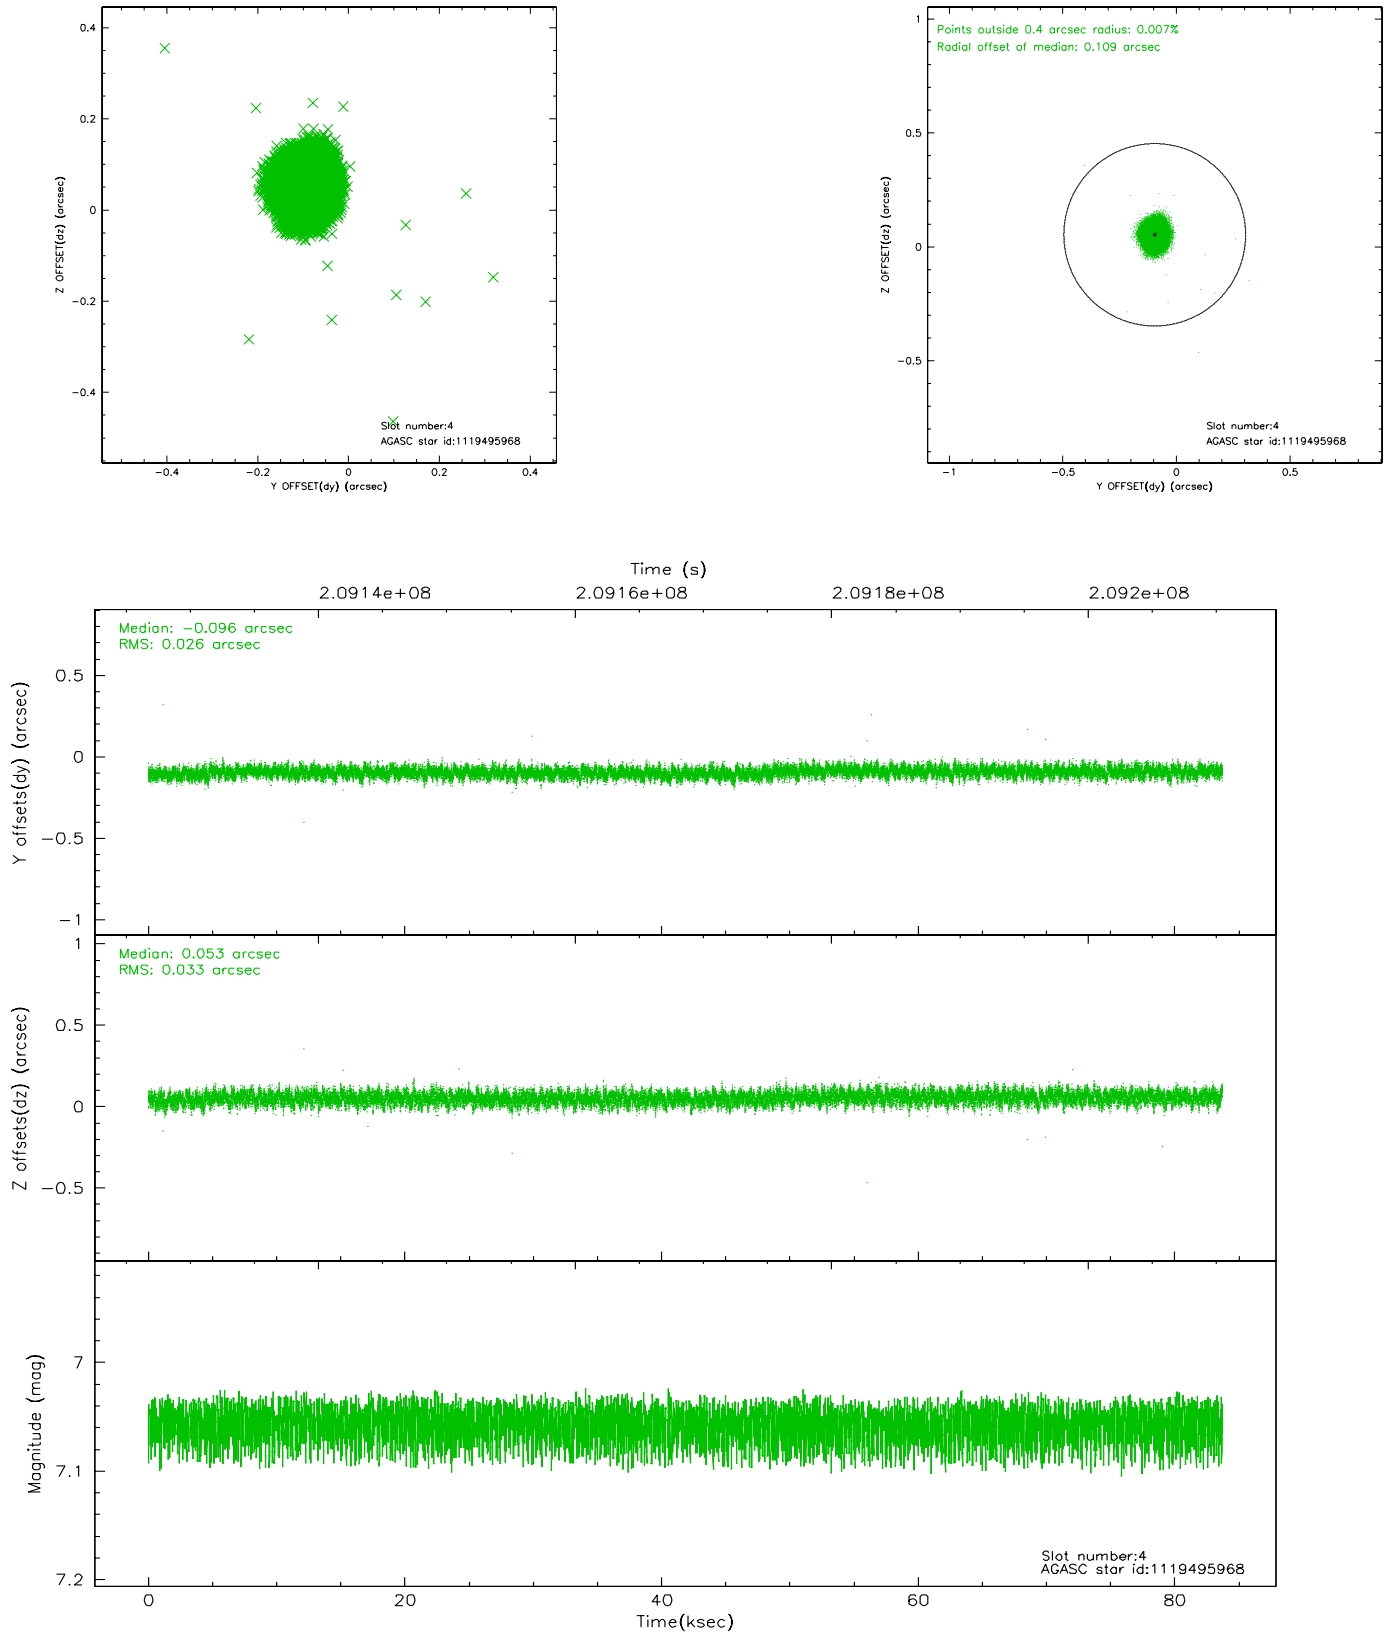 0.4
0.2
0
−0.2
−0.4
Z OFFSET(dz) (arcsec)
Slot number:4
AGASC star id:1119495968
−0.4 −0.2 0 0.2 0.4
Y OFFSET(dy) (arcsec)
Points outside 0.4 arcsec radius: 0.007%
Radial offset of median: 0.109 arcsec
1
0.5
0
−0.5
Z OFFSET(dz) (arcsec)
Slot number:4
AGASC star id:1119495968
−1 −0.5 0 0.5
Y OFFSET(dy) (arcsec)
Time (s)
2.0914e+08 2.0916e+08 2.0918e+08 2.092e+08
Median: −0.096 arcsec
RMS: 0.026 arcsec
0.5
0
−0.5
−1
Y offsets(dy) (arcsec)
Median: 0.053 arcsec
RMS: 0.033 arcsec
1
0.5
0
−0.5
Z offsets(dz) (arcsec)
7
7.1
7.2
Magnitude (mag)
Slot number:4
AGASC star id:1119495968
0 20 40 60 80
Time(ksec)